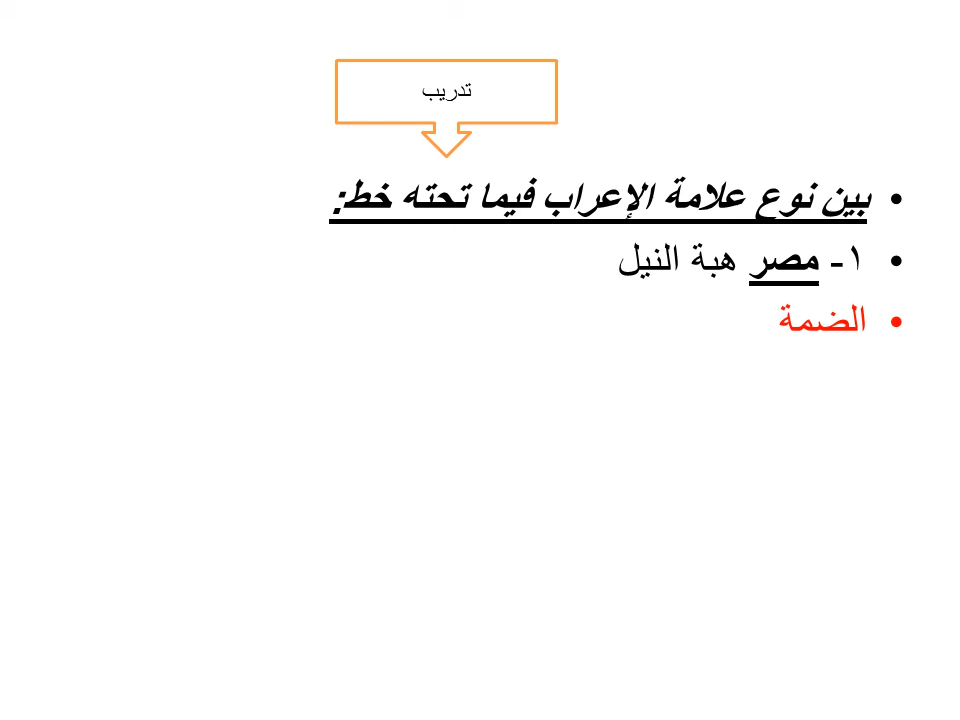 تدريب
• بين نوع علامة الإعراب فيما تحته خط:
• ١- مصر هبة النيل
• الضمة